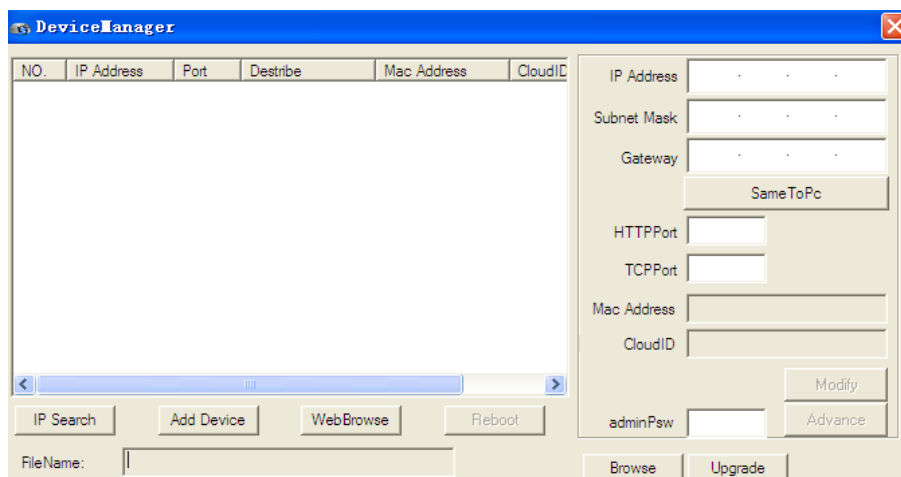 DeviceManager
NO. IP Address Port Destribe Mac Address CloudID
IP Address
Subnet Mask
Gateway
SameToPc
HTTPPort
TCPPort
Mac Address
CloudID
Modify
IP Search Add Device WebBrowse Reboot adminPsw Advance
FileName: Browse Upgrade